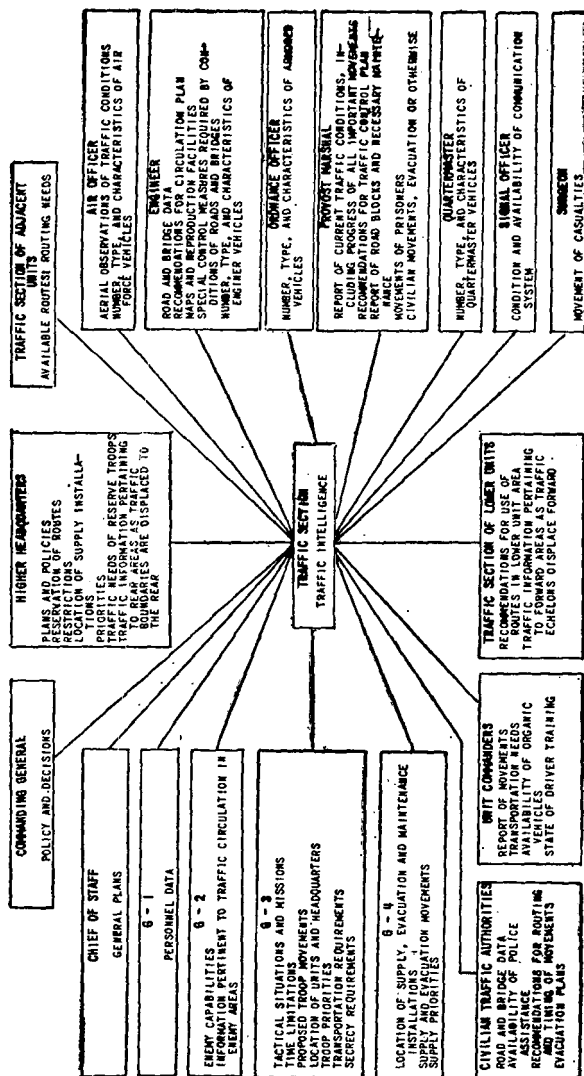 COMMANDING GENERAL
POLICY AND DECISIONS
HIGHER HEADQUARTERS
PLANS AND POLICIES
RESERVATION OF ROUTES
RESTRICTIONS
LOCATION OF SUPPLY INSTALLA-
TIONS
PRIORITIES
TRAFFIC NEEDS OF RESERVE TROOPS
TRAFFIC INFORMATION PERTAINING
TO REAR AREAS AS TRAFFIC
BOUNDARIES ARE DISPLACED TO
THE REAR
TRAFFIC SECTION OF ADJACENT
UNITS
AVAILABLE ROUTES; ROUTING NEEDS
CHIEF OF STAFF
GENERAL PLANS
G - 1
PERSONNEL DATA
G - 2
ENEMY CAPABILITIES
INFORMATION PERTINENT TO TRAFFIC CIRCULATION IN
ENEMY AREAS
G - 3
TACTICAL SITUATIONS AND MISSIONS
TIME LIMITATIONS
PROPOSED TROOP MOVEMENTS
LOCATION OF UNITS AND HEADQUARTERS
TROOP PRIORITIES
TRANSPORTATION REQUIREMENTS
SECRECY REQUIREMENTS
G - 4
LOCATION OF SUPPLY, EVACUATION AND MAINTENANCE
INSTALLATIONS
SUPPLY AND EVACUATION MOVEMENTS
SUPPLY PRIORITIES
TRAFFIC SECTION
TRAFFIC INTELLIGENCE
AIR OFFICER
AERIAL OBSERVATIONS OF TRAFFIC CONDITIONS
NUMBER, TYPE, AND CHARACTERISTICS OF AIR
FORCE VEHICLES
ENGINEER
ROAD AND BRIDGE DATA
RECOMMENDATIONS FOR CIRCULATION PLAN
MAPS AND REPRODUCTION FACILITIES
SPECIAL CONTROL MEASURES REQUIRED BY CON-
DITIONS OF ROADS AND BRIDGES
NUMBER, TYPE, AND CHARACTERISTICS OF
ENGINEER VEHICLES
ORDNANCE OFFICER
NUMBER, TYPE, AND CHARACTERISTICS OF ARMORED
VEHICLES
PROVOST MARSHAL
REPORT OF CURRENT TRAFFIC CONDITIONS, IN-
CLUDING PROGRESS OF ALL IMPORTANT MOVEMENTS
RECOMMENDATIONS FOR TRAFFIC CONTROL PLAN
REPORT OF ROAD BLOCKS AND NECESSARY MAINTE-
NANCE
MOVEMENTS OF PRISONERS
CIVILIAN MOVEMENTS, EVACUATION OR OTHERWISE
QUARTERMASTER
NUMBER, TYPE, AND CHARACTERISTICS OF
QUARTERMASTER VEHICLES
SIGNAL OFFICER
CONDITION AND AVAILABILITY OF COMMUNICATION
SYSTEM
SURGEON
MOVEMENT OF CASUALTIES
CIVILIAN TRAFFIC AUTHORITIES
ROAD AND BRIDGE DATA
AVAILABILITY OF POLICE
ASSISTANCE
RECOMMENDATIONS FOR ROUTING
AND TIMING OF MOVEMENTS
EVACUATION PLANS
UNIT COMMANDERS
REPORT OF MOVEMENTS
TRANSPORTATION NEEDS
AVAILABILITY OF ORGANIC
VEHICLES
STATE OF DRIVER TRAINING
TRAFFIC SECTION OF LOWER UNITS
RECOMMENDATIONS FOR USE OF
ROUTES IN LOWER UNIT AREA
TRAFFIC INFORMATION PERTAINING
TO FORWARD AREAS AS TRAFFIC
ECHELONS DISPLACE FORWARD